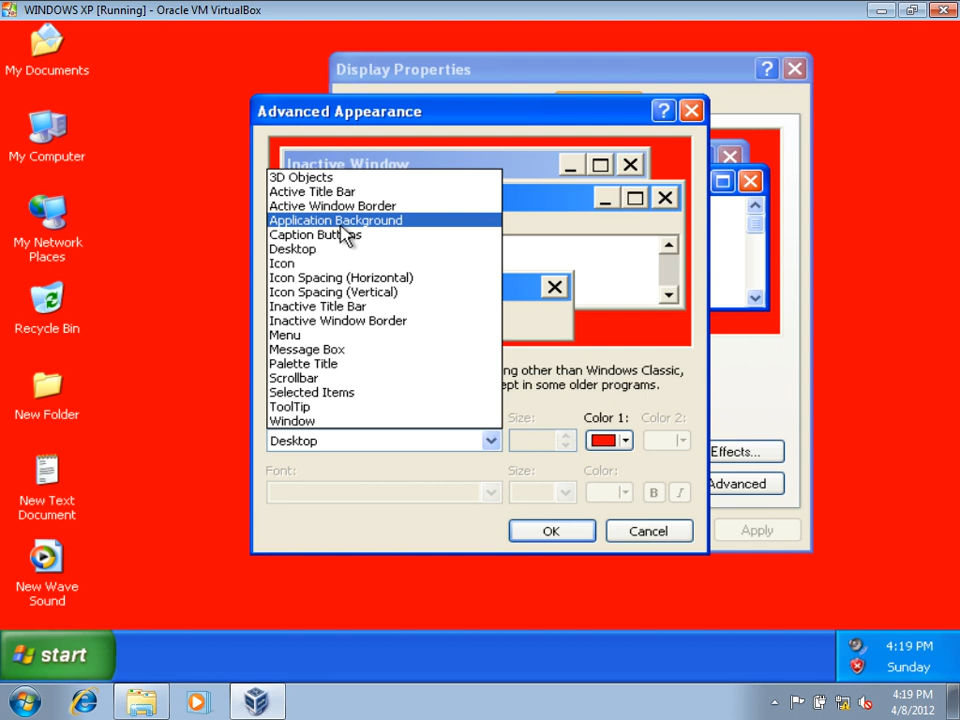 WINDOWS XP [Running] - Oracle VM VirtualBox
My Documents
My Computer
My Network
Places
Recycle Bin
New Folder
New Text
Document
New Wave
Sound
Display Properties
Advanced Appearance
Inactive Window
3D Objects
Active Title Bar
Active Window Border
Application Background
Caption Buttons
Desktop
Icon
Icon Spacing (Horizontal)
Icon Spacing (Vertical)
Inactive Title Bar
Inactive Window Border
Menu
Message Box
Palette Title
Scrollbar
Selected Items
ToolTip
Window
ng other than Windows Classic,
ept in some older programs.
Size:
Color 1:
Color 2:
Desktop
Font:
Size:
Color:
B I
OK
Cancel
Effects...
Advanced
Apply
start
4:19 PM
Sunday
4:19 PM
4/8/2012